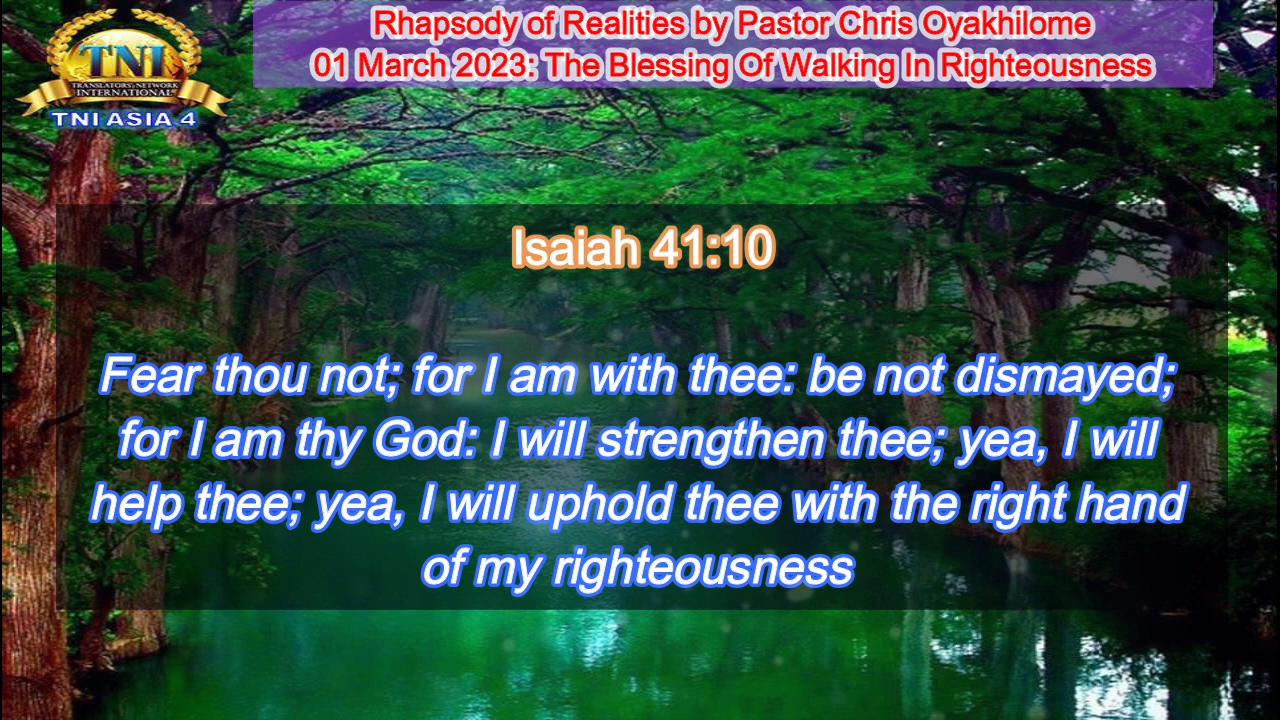 Rhapsody of Realities by Pastor Chris Oyakhilome
01 March 2023: The Blessing Of Walking In Righteousness
TNI
TRANSLATORS' NETWORK
INTERNATIONAL
TNI ASIA 4
Isaiah 41:10
Fear thou not; for I am with thee: be not dismayed;
for I am thy God: I will strengthen thee; yea, I will
help thee; yea, I will uphold thee with the right hand
of my righteousness